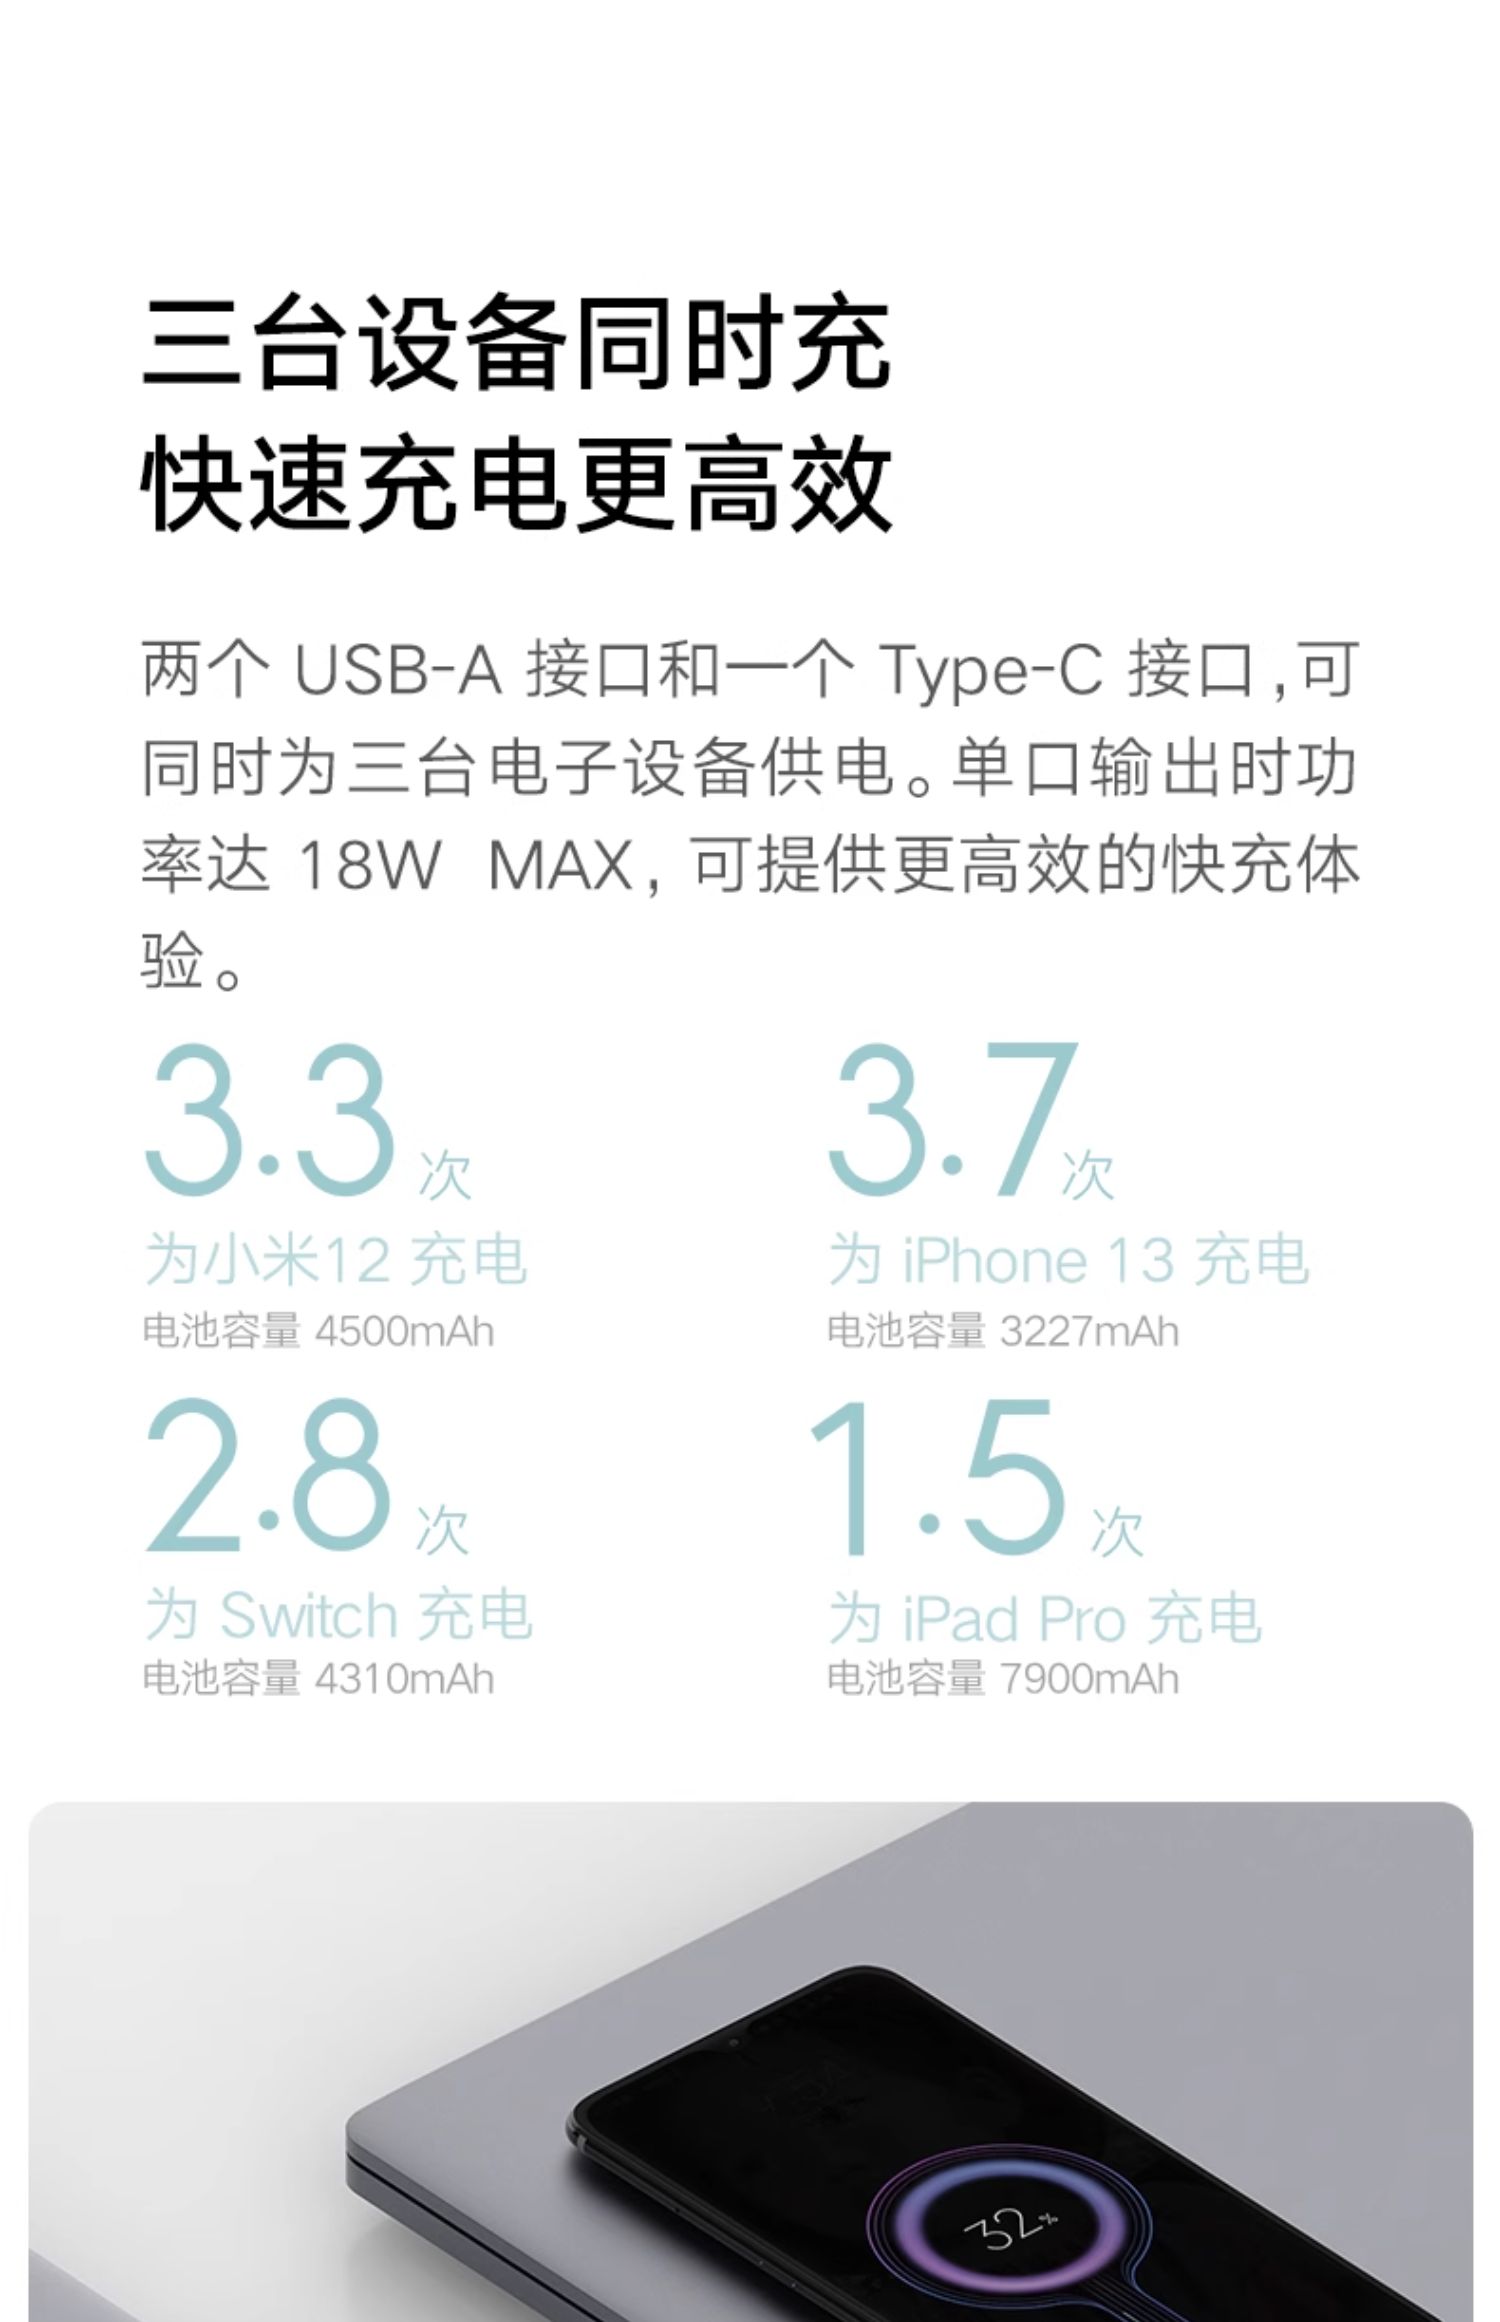 三台设备同时充
快速充电更高效
两个 USB-A 接口和一个 Type-C 接口,可
同时为三台电子设备供电。单口输出时功
率达 18W MAX, 可提供更高效的快充体
验。
3.3次
3.7次
为小米12 充电
为 iPhone 13 充电
电池容量 4500mAh
电池容量 3227mAh
2.8次
1.5次
为 Switch 充电
为 iPad Pro 充电
电池容量 4310mAh
电池容量 7900mAh
32%